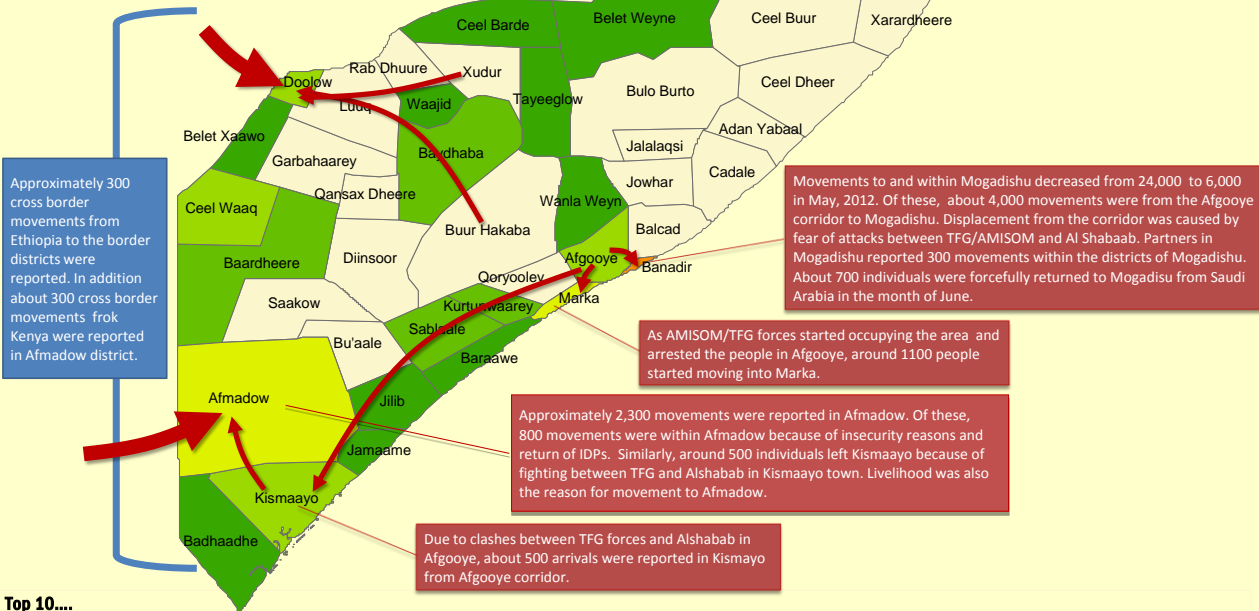 Ceel Barde
Belet Weyne
Ceel Buur
Xarardheere
Rab Dhuure
Xudur
Doolow
Ceel Dheer
Luuq
Waajid
Tayeeglow
Bulo Burto
Belet Xaawo
Adan Yabaal
Baydhaba
Jalalaqsi
Garbahaarey
Cadale
Qansax Dheere
Jowhar
Ceel Waaq
Wanla Weyn
Buur Hakaba
Balcad
Diinsoor
Baardheere
Afgooye
Banadir
Qoryooley
Saakow
Marka
Kurtunwaarey
Sablaale
Bu'aale
Baraawe
Afmadow
Jilib
Jamaame
Kismaayo
Badhaadhe
Approximately 300
cross border
movements from
Ethiopia to the border
districts were
reported. In addition
about 300 cross border
movements frok
Kenya were reported
in Afmadow district.
Movements to and within Mogadishu decreased from 24,000  to 6,000
in May, 2012. Of these,  about 4,000 movements were from the Afgooye
corridor to Mogadishu. Displacement from the corridor was caused by
fear of attacks between TFG/AMISOM and Al Shabaab. Partners in
Mogadishu reported 300 movements within the districts of Mogadishu.
About 700 individuals were forcefully returned to Mogadisu from Saudi
Arabia in the month of June.
As AMISOM/TFG forces started occupying the area  and
arrested the people in Afgooye, around 1100 people
started moving into Marka.
Approximately 2,300 movements were reported in Afmadow. Of these,
800 movements were within Afmadow because of insecurity reasons and
return of IDPs.  Similarly, around 500 individuals left Kismaayo because of
fighting between TFG and Alshabab in Kismaayo town. Livelihood was also
the reason for movement to Afmadow.
Due to clashes between TFG forces and Alshabab in
Afgooye, about 500 arrivals were reported in Kismayo
from Afgooye corridor.
Top 10....